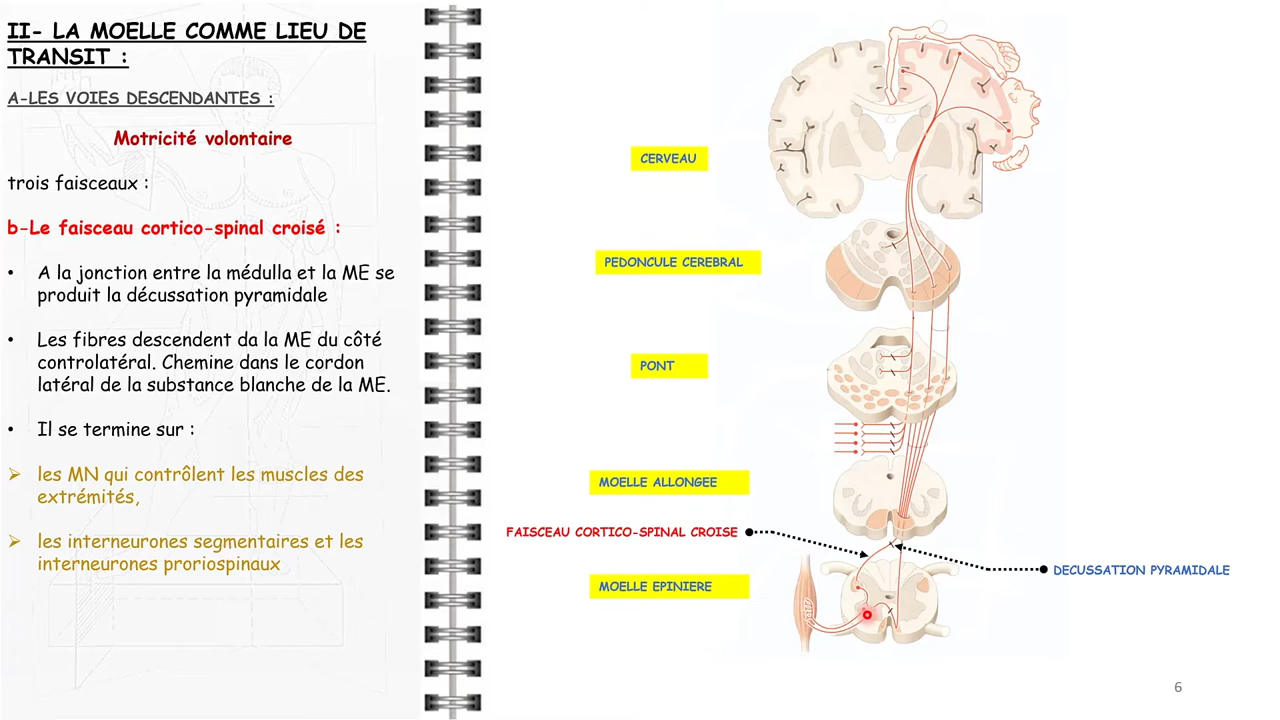 II- LA MOELLE COMME LIEU DE
TRANSIT :
A-LES VOIES DESCENDANTES :
Motricité volontaire
trois faisceaux :
b-Le faisceau cortico-spinal croisé :
• A la jonction entre la médulla et la ME se
produit la décussation pyramidale
• Les fibres descendent da la ME du côté
controlatéral. Chemine dans le cordon
latéral de la substance blanche de la ME.
• Il se termine sur :
➢ les MN qui contrôlent les muscles des
extrémités,
➢ les interneurones segmentaires et les
interneurones proriospinaux
CERVEAU
PEDONCULE CEREBRAL
PONT
MOELLE ALLONGEE
FAISCEAU CORTICO-SPINAL CROISE
DECUSSATION PYRAMIDALE
MOELLE EPINIERE
6